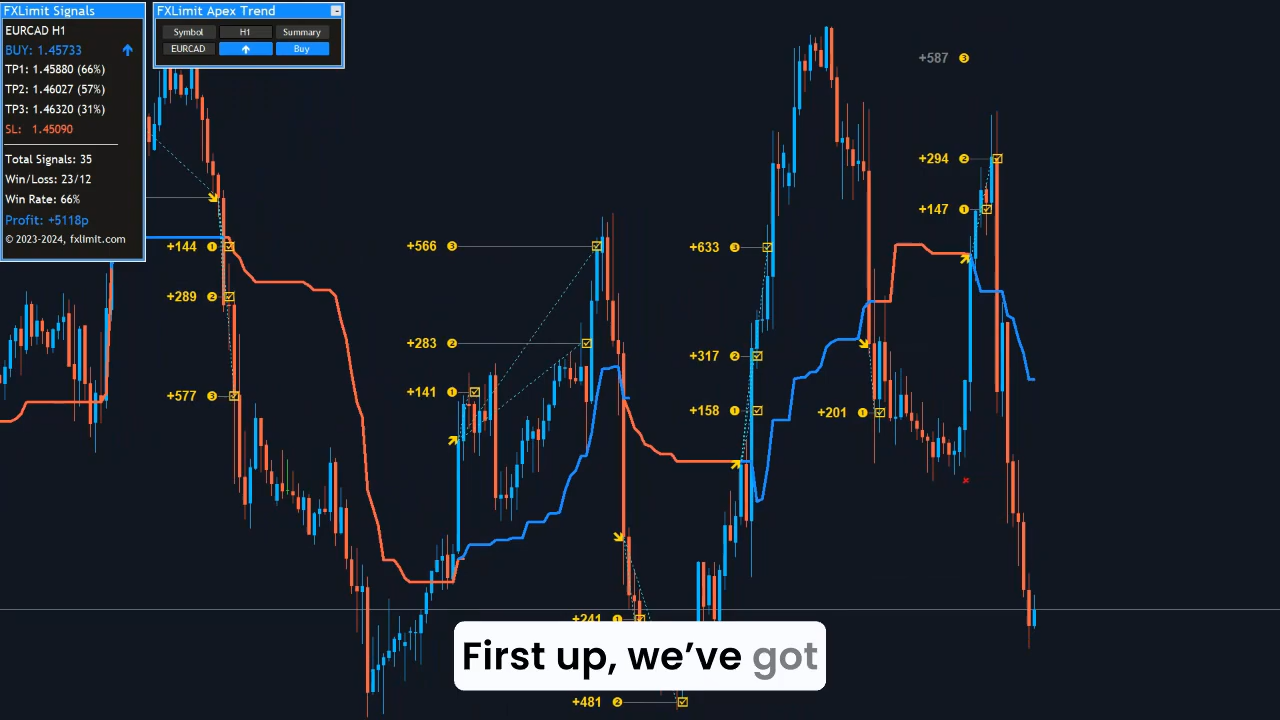 FXLimit Signals
EURCAD H1
BUY: 1.45733
TP1: 1.45880 (66%)
TP2: 1.46027 (57%)
TP3: 1.46320 (31%)
SL: 1.45090
Total Signals: 35
Win/Loss: 23/12
Win Rate: 66%
Profit: +5118p
© 2023-2024, fxlimit.com
FXLimit Apex Trend
Symbol H1 Summary
EURCAD Buy
+587 3
+294 2
+147 1
+144 1
+566 3
+633 3
+289 2
+283 2
+317 2
+577 3
+141 1
+158 1
+201 1
+241 1
First up, we’ve got
+481 2